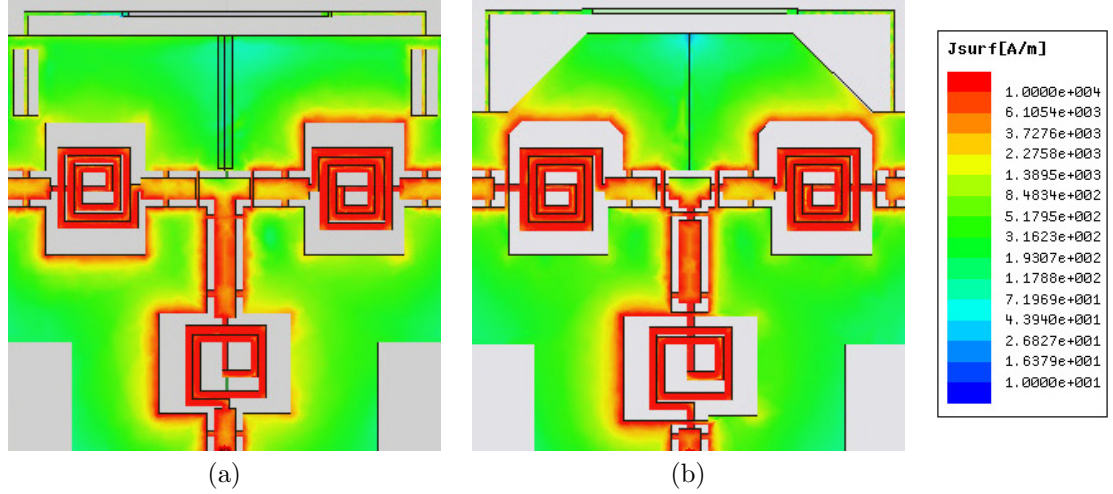 Jsurf[A/m]
1.0000e+004
6.1054e+003
3.7276e+003
2.2758e+003
1.3895e+003
8.4834e+002
5.1795e+002
3.1623e+002
1.9307e+002
1.1788e+002
7.1969e+001
4.3940e+001
2.6827e+001
1.6379e+001
1.0000e+001
(a)
(b)